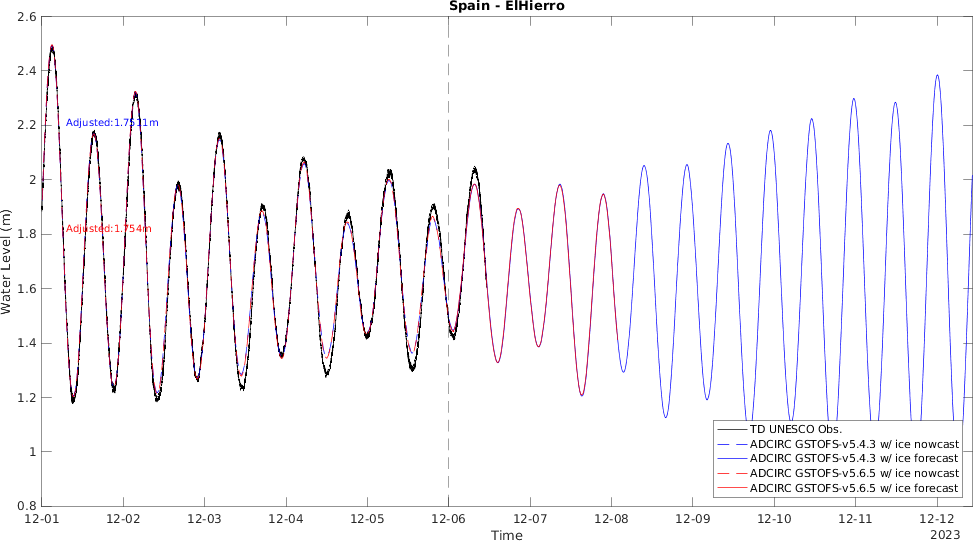 Spain - ElHierro
2.6
2.4
2.2
2
1.8
1.6
1.4
1.2
1
0.8
Water Level (m)
Adjusted:1.7511m
Adjusted:1.754m
TD UNESCO Obs.
ADCIRC GSTOFS-v5.4.3 w/ ice nowcast
ADCIRC GSTOFS-v5.4.3 w/ ice forecast
ADCIRC GSTOFS-v5.6.5 w/ ice nowcast
ADCIRC GSTOFS-v5.6.5 w/ ice forecast
12-01 12-02 12-03 12-04 12-05 12-06 12-07 12-08 12-09 12-10 12-11 12-12
2023
Time